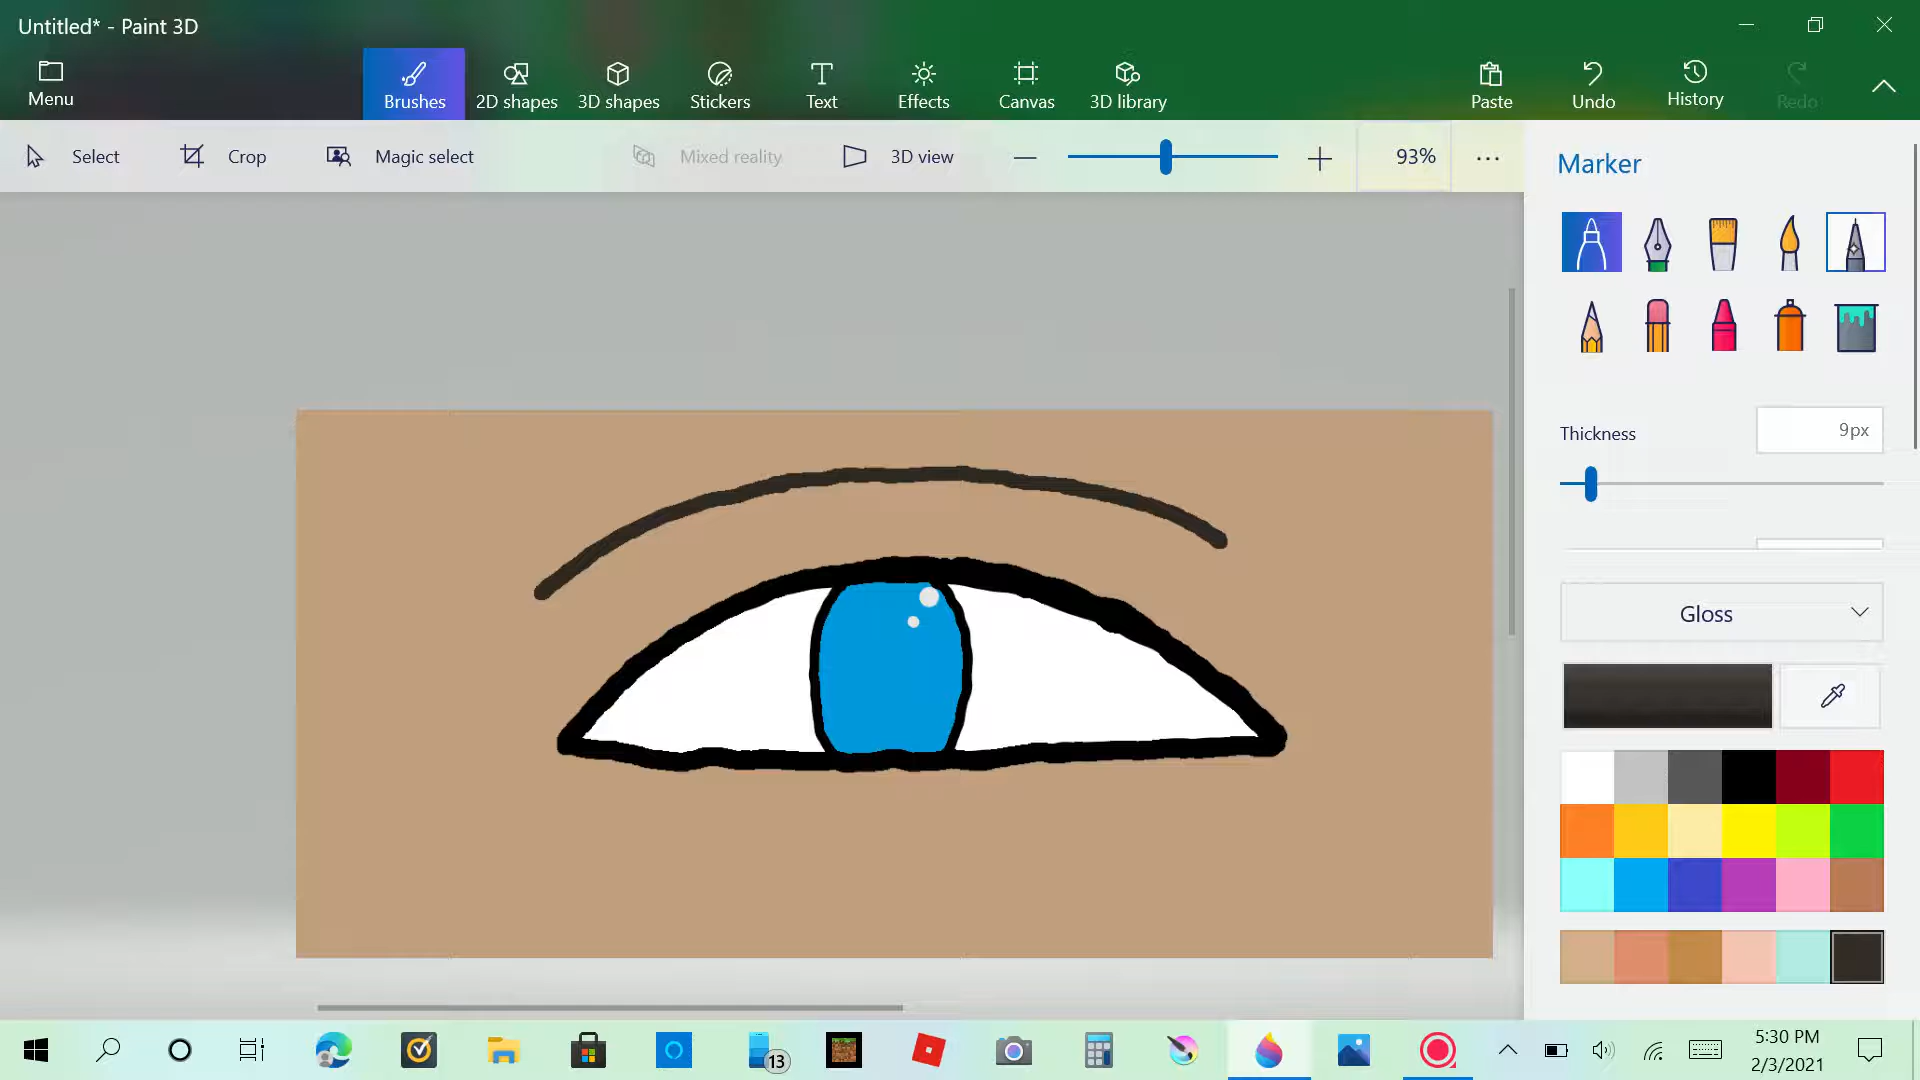 Untitled* - Paint 3D
Menu
Brushes
2D shapes
3D shapes
Stickers
Text
Effects
Canvas
3D library
Paste
Undo
History
Redo
Select
Crop
Magic select
Mixed reality
3D view
93%
Marker
Thickness
9px
Gloss
13
5:30 PM
2/3/2021